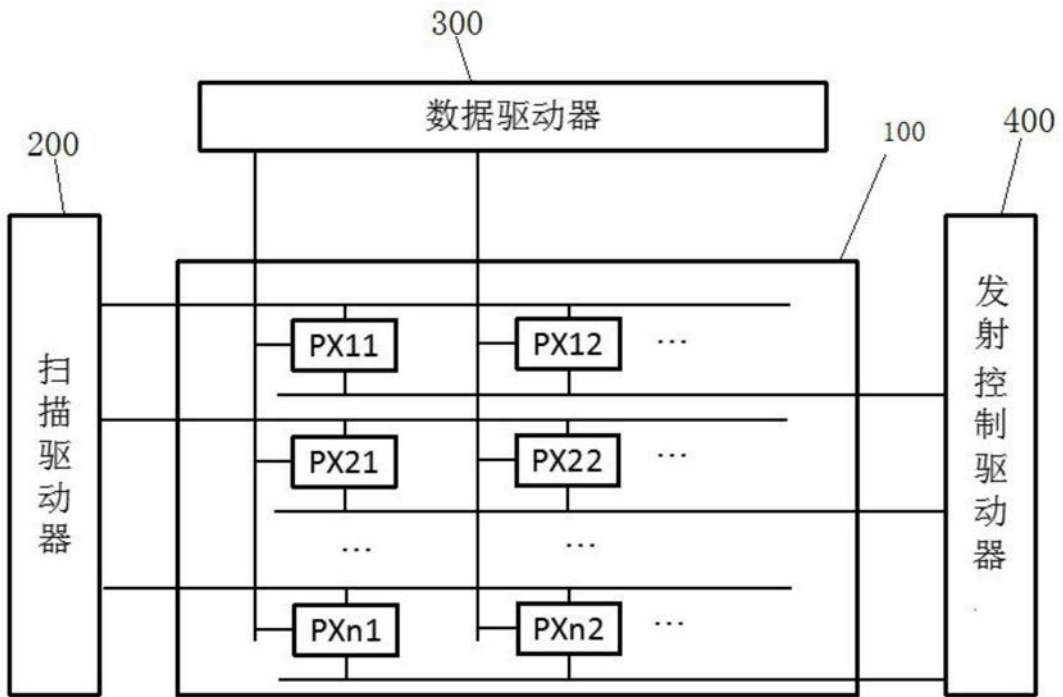 300
数据驱动器
200
100
400
扫描驱动器
发射控制驱动器
PX11
PX12
...
PX21
PX22
...
...
...
PXn1
PXn2
...